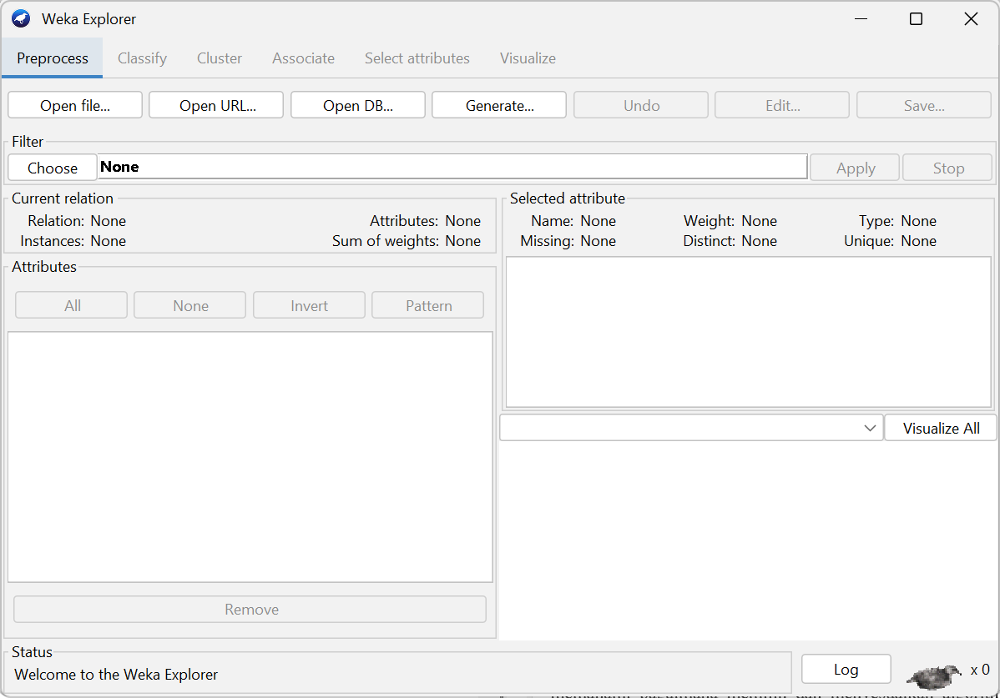 Weka Explorer
Preprocess Classify Cluster Associate Select attributes Visualize
Open file... Open URL... Open DB... Generate... Undo Edit... Save...
Filter
Choose None Apply Stop
Current relation
Relation: None Attributes: None
Instances: None Sum of weights: None
Selected attribute
Name: None Weight: None Type: None
Missing: None Distinct: None Unique: None
Attributes
All None Invert Pattern
Visualize All
Remove
Status
Welcome to the Weka Explorer
Log x 0